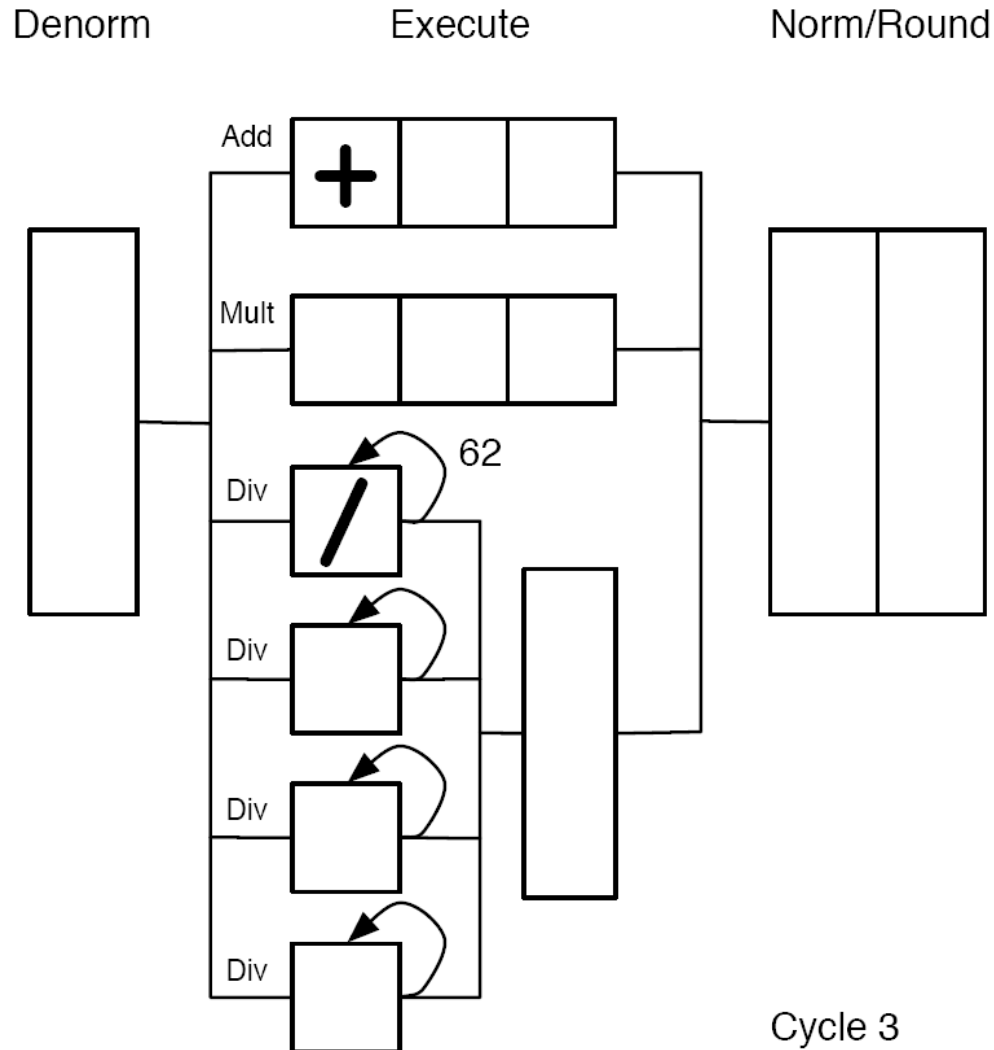 Denorm
Execute
Norm/Round
Add
+
Mult
Div
62
/
Div
Div
Div
Cycle 3